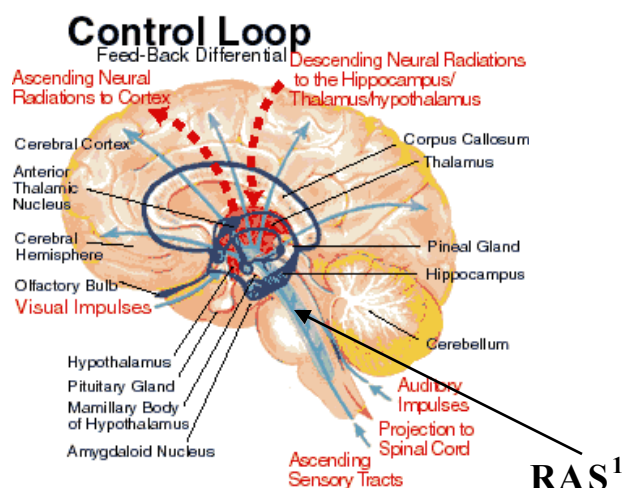 Control Loop
Feed-Back Differential
Ascending Neural
Radiations to Cortex
Descending Neural Radiations
to the Hippocampus/
Thalamus/hypothalamus
Cerebral Cortex
Anterior
Thalamic
Nucleus
Cerebral
Hemisphere
Olfactory Bulb
Visual Impulses
Corpus Callosum
Thalamus
Pineal Gland
Hippocampus
Cerebellum
Hypothalamus
Pituitary Gland
Mamillary Body
of Hypothalamus
Amygdaloid Nucleus
Auditory
Impulses
Projection to
Spinal Cord
Ascending
Sensory Tracts
RAS¹